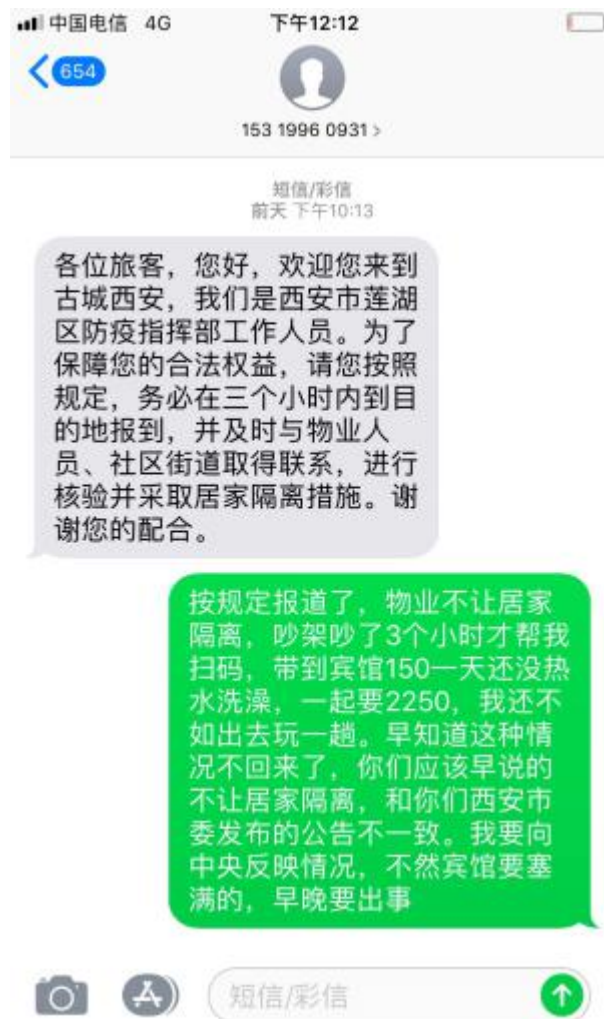 中国电信 4G 下午12:12
654
153 1996 0931 >
短信/彩信
前天 下午10:13
各位旅客，您好，欢迎您来到
古城西安，我们是西安市莲湖
区防疫指挥部工作人员。为了
保障您的合法权益，请您按照
规定，务必在三个小时内到目
的地报到，并及时与物业人
员、社区街道取得联系，进行
核验并采取居家隔离措施。谢
谢您的配合。
按规定报道了，物业不让居家
隔离，吵架吵了3个小时才帮我
扫码，带到宾馆150一天还没热
水洗澡，一起要2250，我还不
如出去玩一趟。早知道这种情
况不回来了，你们应该早说的
不让居家隔离，和你们西安市
委发布的公告不一致。我要向
中央反映情况，不然宾馆要塞
满的，早晚要出事
短信/彩信